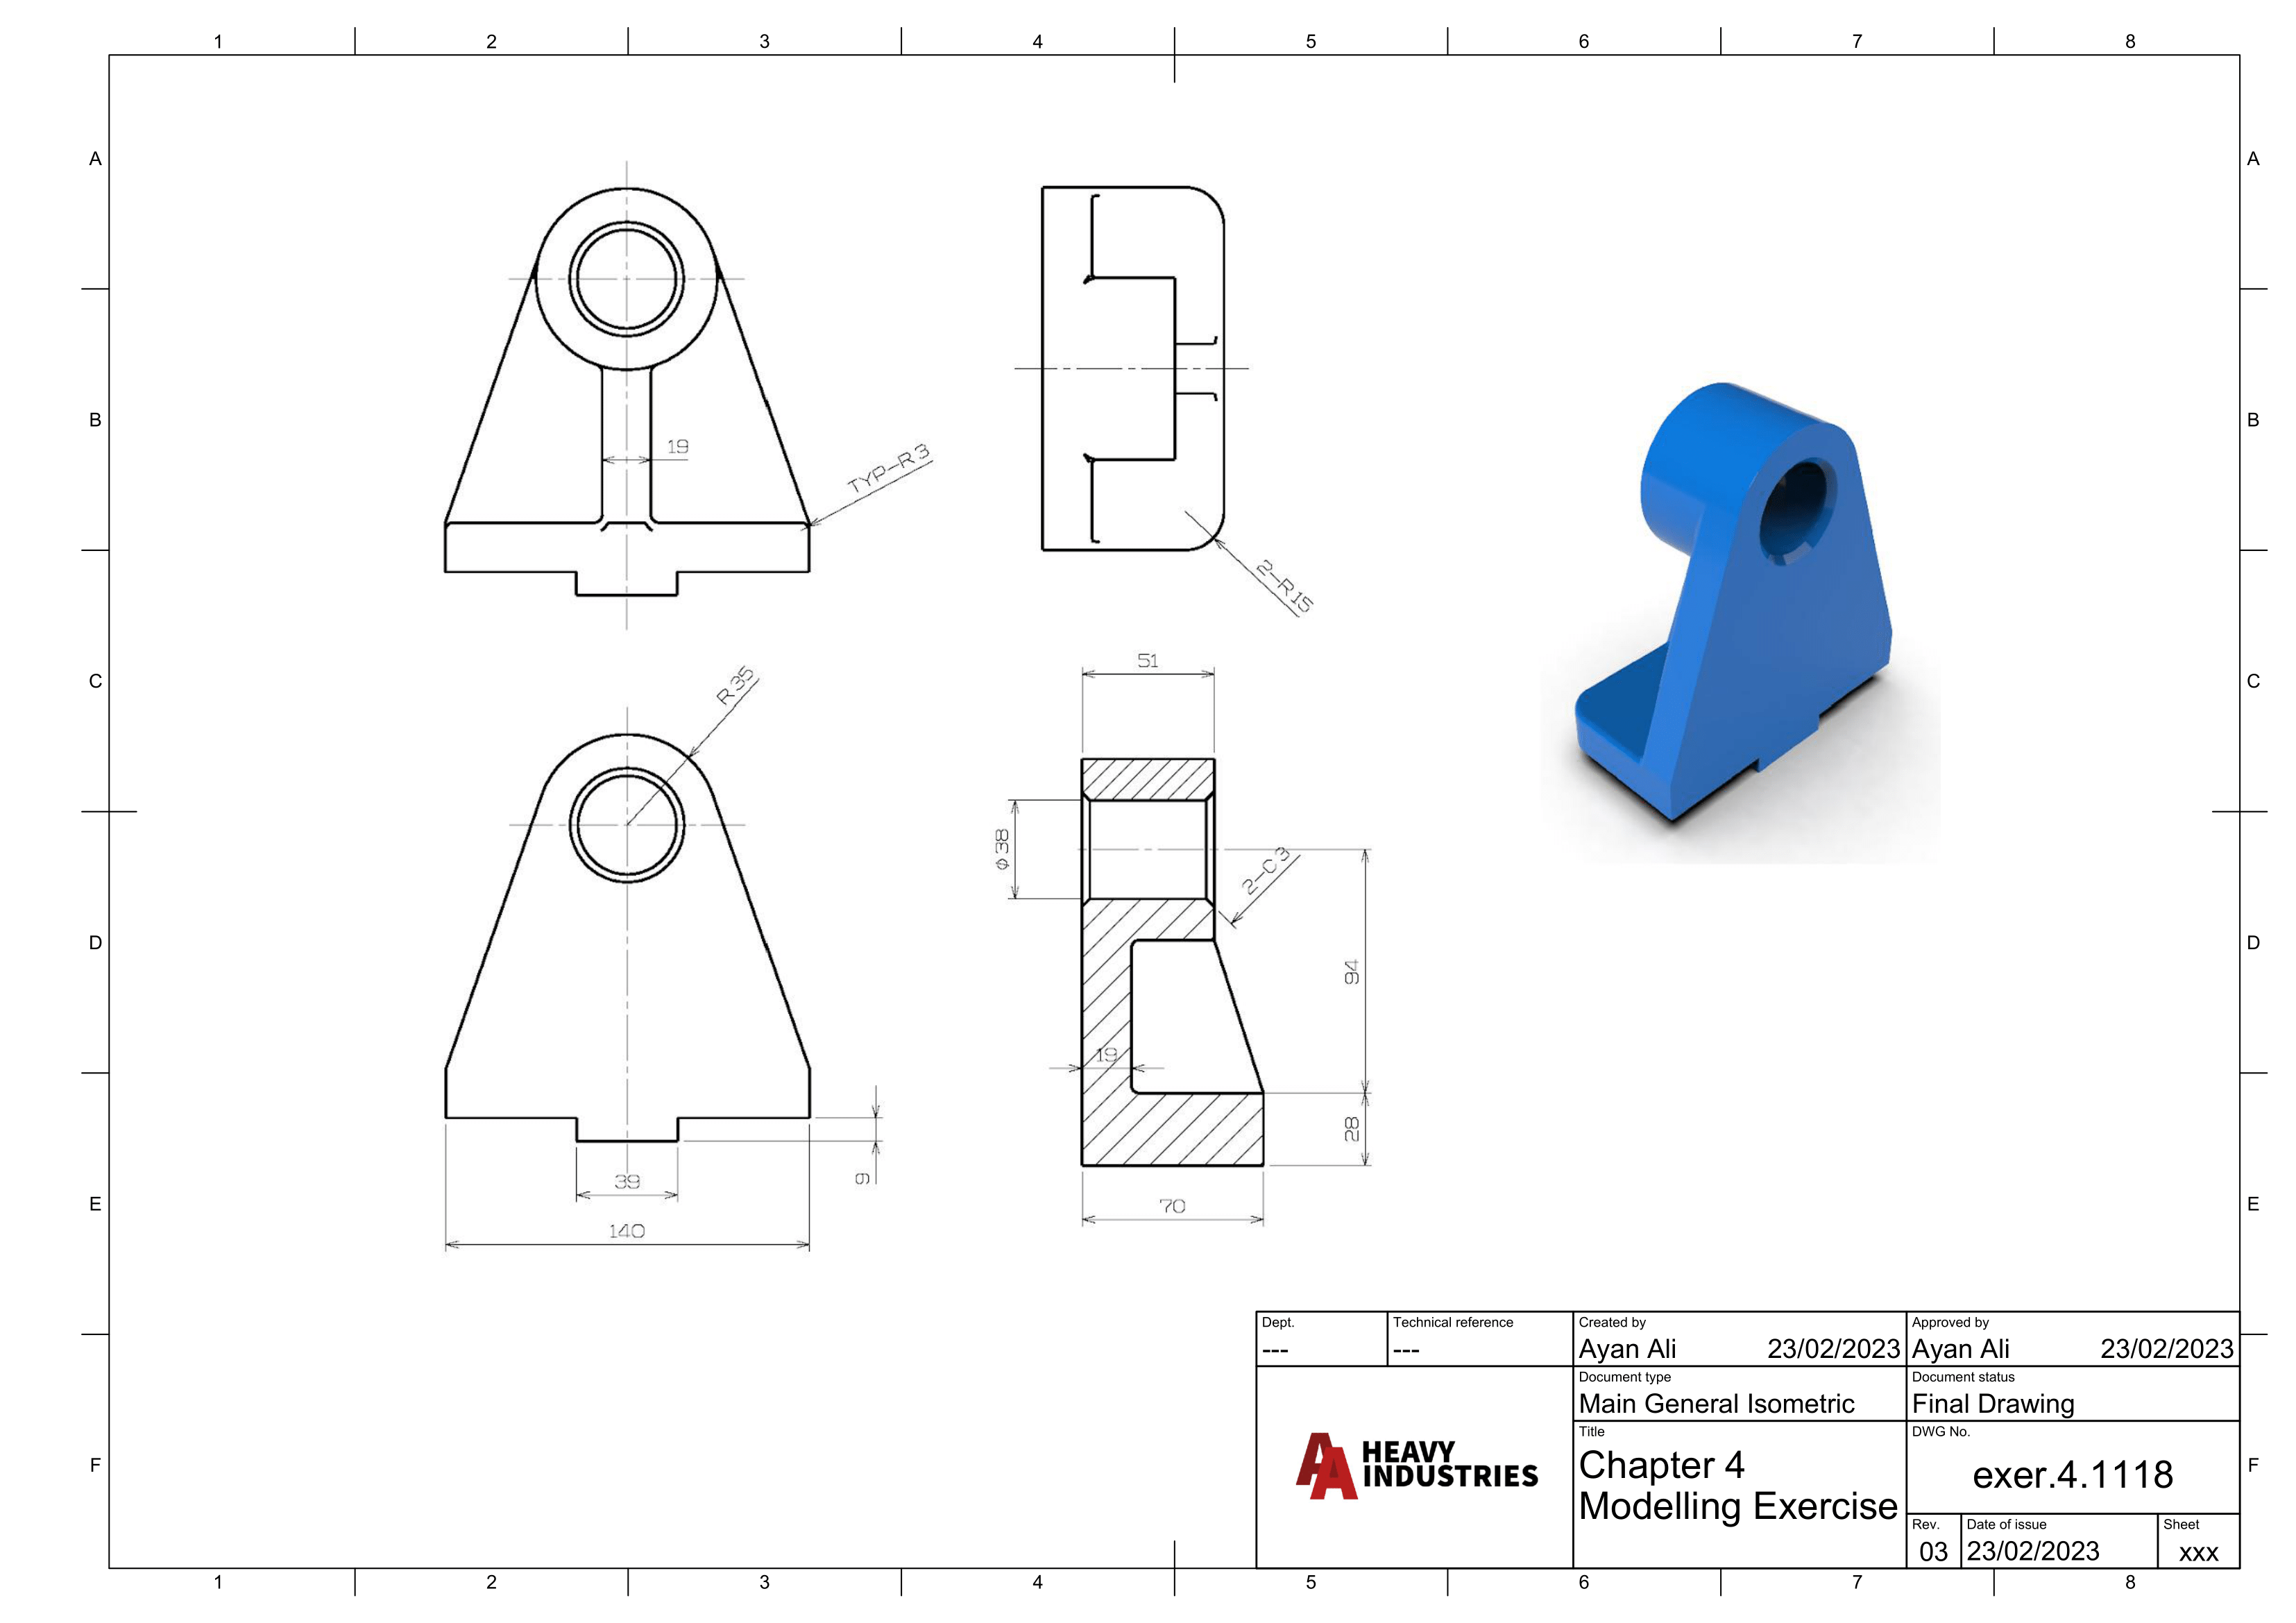 1 2 3 4 5 6 7 8
A A
B B
C C
D D
E E
F F
19
TYP-R3
2-R15
R35
51
ϕ38
2-C3
94
19
28
39
9
140
70
Dept.
---
Technical reference
---
Created by
Ayan Ali 23/02/2023
Approved by
Ayan Ali 23/02/2023
Document type
Main General Isometric
Document status
Final Drawing
AA HEAVY
INDUSTRIES
Title
Chapter 4
Modelling Exercise
DWG No.
exer.4.1118
Rev.
03
Date of issue
23/02/2023
Sheet
xxx
1 2 3 4 5 6 7 8